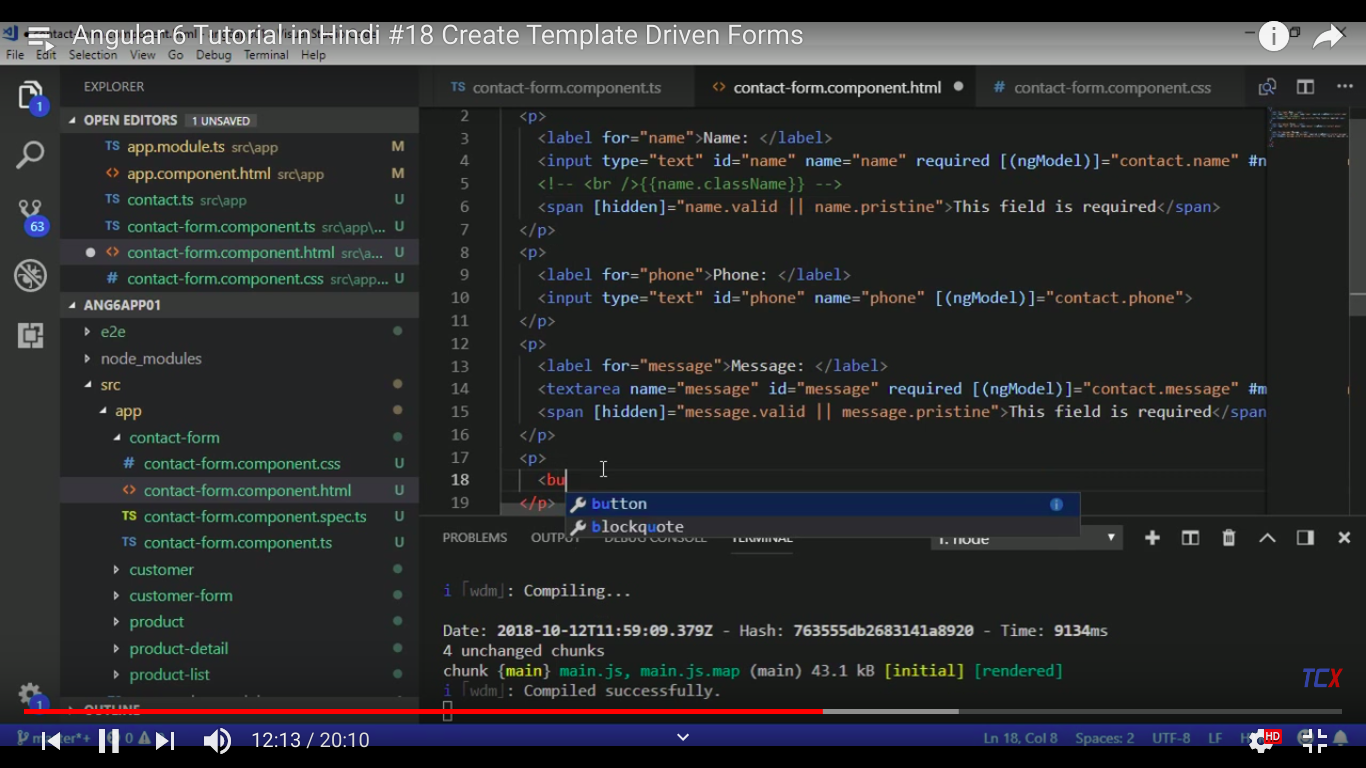 Angular 6 Tutorial in Hindi #18 Create Template Driven Forms
File Edit Selection View Go Debug Terminal Help
EXPLORER
OPEN EDITORS 1 UNSAVED
TS app.module.ts src\app M
<> app.component.html src\app M
TS contact.ts src\app U
TS contact-form.component.ts src\app\... U
<> contact-form.component.html src\a... U
# contact-form.component.css src\app... U
ANG6APP01
e2e
node_modules
src
app
contact-form
# contact-form.component.css U
<> contact-form.component.html U
TS contact-form.component.spec.ts U
TS contact-form.component.ts U
customer
customer-form
product
product-detail
product-list
OUTLINE
1
63
1
TS contact-form.component.ts <> contact-form.component.html # contact-form.component.css
2 <p>
3 <label for="name">Name: </label>
4 <input type="text" id="name" name="name" required [(ngModel)]="contact.name" #n
5 <!-- <br />{{name.className}} -->
6 <span [hidden]="name.valid || name.pristine">This field is required</span>
7 </p>
8 <p>
9 <label for="phone">Phone: </label>
10 <input type="text" id="phone" name="phone" [(ngModel)]="contact.phone">
11 </p>
12 <p>
13 <label for="message">Message: </label>
14 <textarea name="message" id="message" required [(ngModel)]="contact.message" #m
15 <span [hidden]="message.valid || message.pristine">This field is required</span
16 </p>
17 <p>
18 <bu
19 </p>
button
blockquote
PROBLEMS OUTPUT DEBUG CONSOLE TERMINAL 1: node
i ｢wdm｣: Compiling...
Date: 2018-10-12T11:59:09.379Z - Hash: 763555db2683141a8920 - Time: 9134ms
4 unchanged chunks
chunk {main} main.js, main.js.map (main) 43.1 kB [initial] [rendered]
i ｢wdm｣: Compiled successfully.
TCX
12:13 / 20:10
Ln 18, Col 8 Spaces: 2 UTF-8 LF
HD